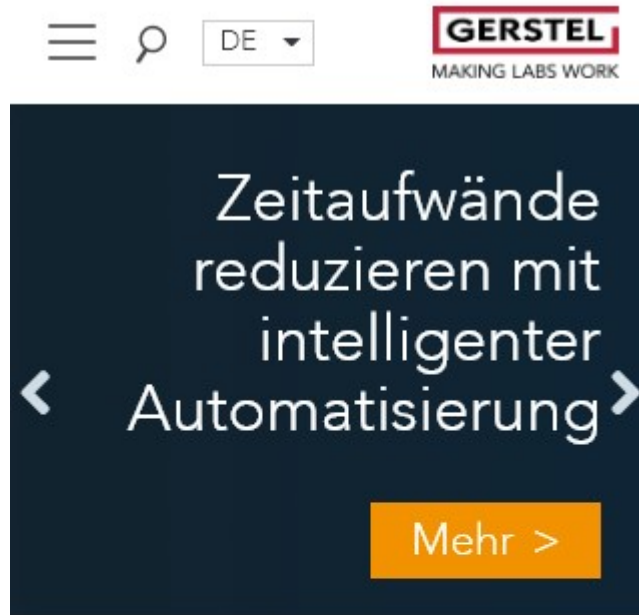 DE
GERSTEL
MAKING LABS WORK
Zeitaufwände
reduzieren mit
intelligenter
Automatisierung
Mehr >